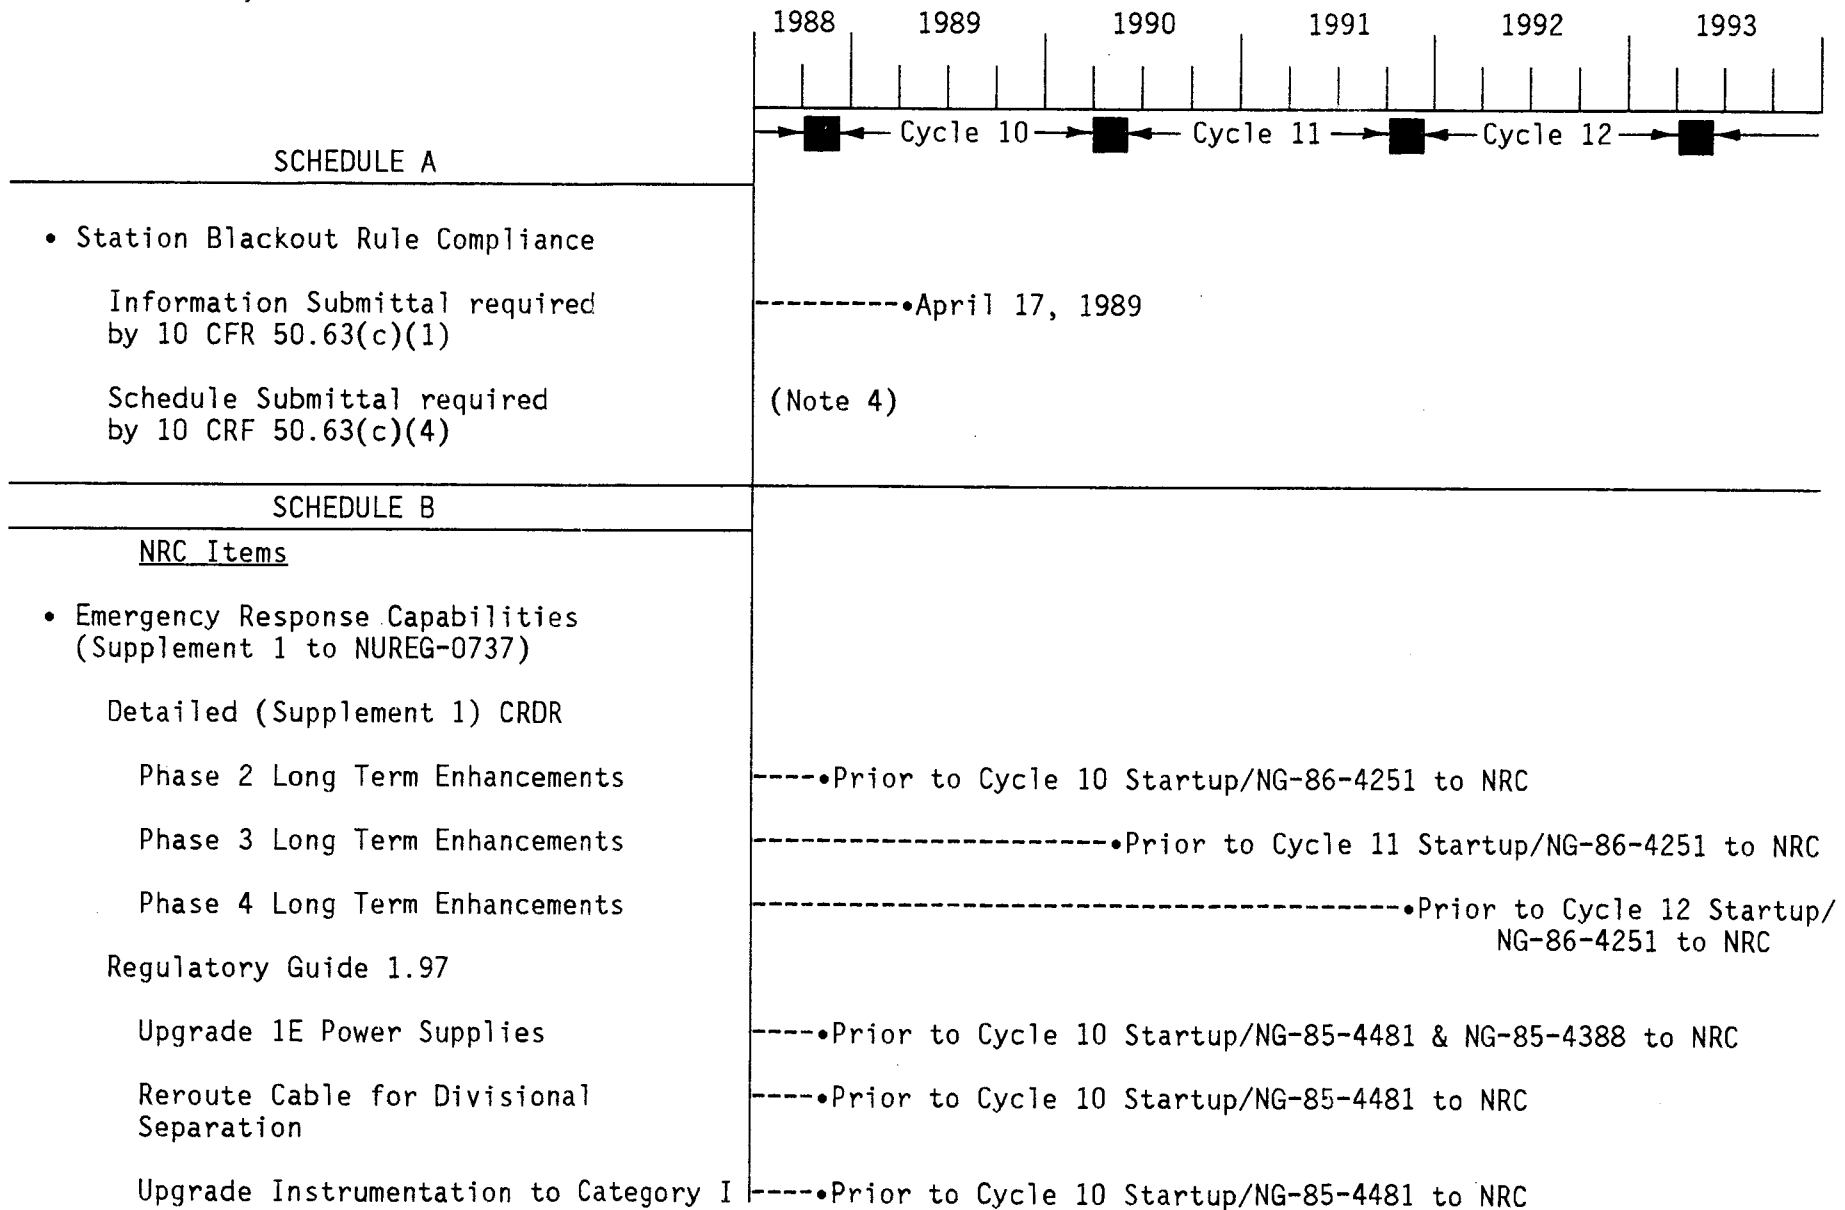 1988 1989 1990 1991 1992 1993
Cycle 10 Cycle 11 Cycle 12
SCHEDULE A
• Station Blackout Rule Compliance
Information Submittal required •April 17, 1989
by 10 CFR 50.63(c)(1)
Schedule Submittal required (Note 4)
by 10 CRF 50.63(c)(4)
SCHEDULE B
NRC Items
• Emergency Response Capabilities
(Supplement 1 to NUREG-0737)
Detailed (Supplement 1) CRDR
Phase 2 Long Term Enhancements ----•Prior to Cycle 10 Startup/NG-86-4251 to NRC
Phase 3 Long Term Enhancements ----•Prior to Cycle 11 Startup/NG-86-4251 to NRC
Phase 4 Long Term Enhancements ----•Prior to Cycle 12 Startup/
NG-86-4251 to NRC
Regulatory Guide 1.97
Upgrade 1E Power Supplies ----•Prior to Cycle 10 Startup/NG-85-4481 & NG-85-4388 to NRC
Reroute Cable for Divisional ----•Prior to Cycle 10 Startup/NG-85-4481 to NRC
Separation
Upgrade Instrumentation to Category I ----•Prior to Cycle 10 Startup/NG-85-4481 to NRC